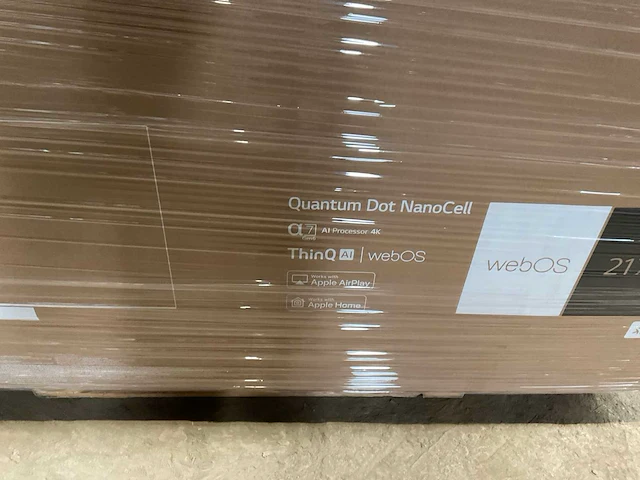 Quantum Dot NanoCell
α7 AI Processor 4K
ThinQ AI | webOS
Works with
Apple AirPlay
Works with
Apple Home
webOS